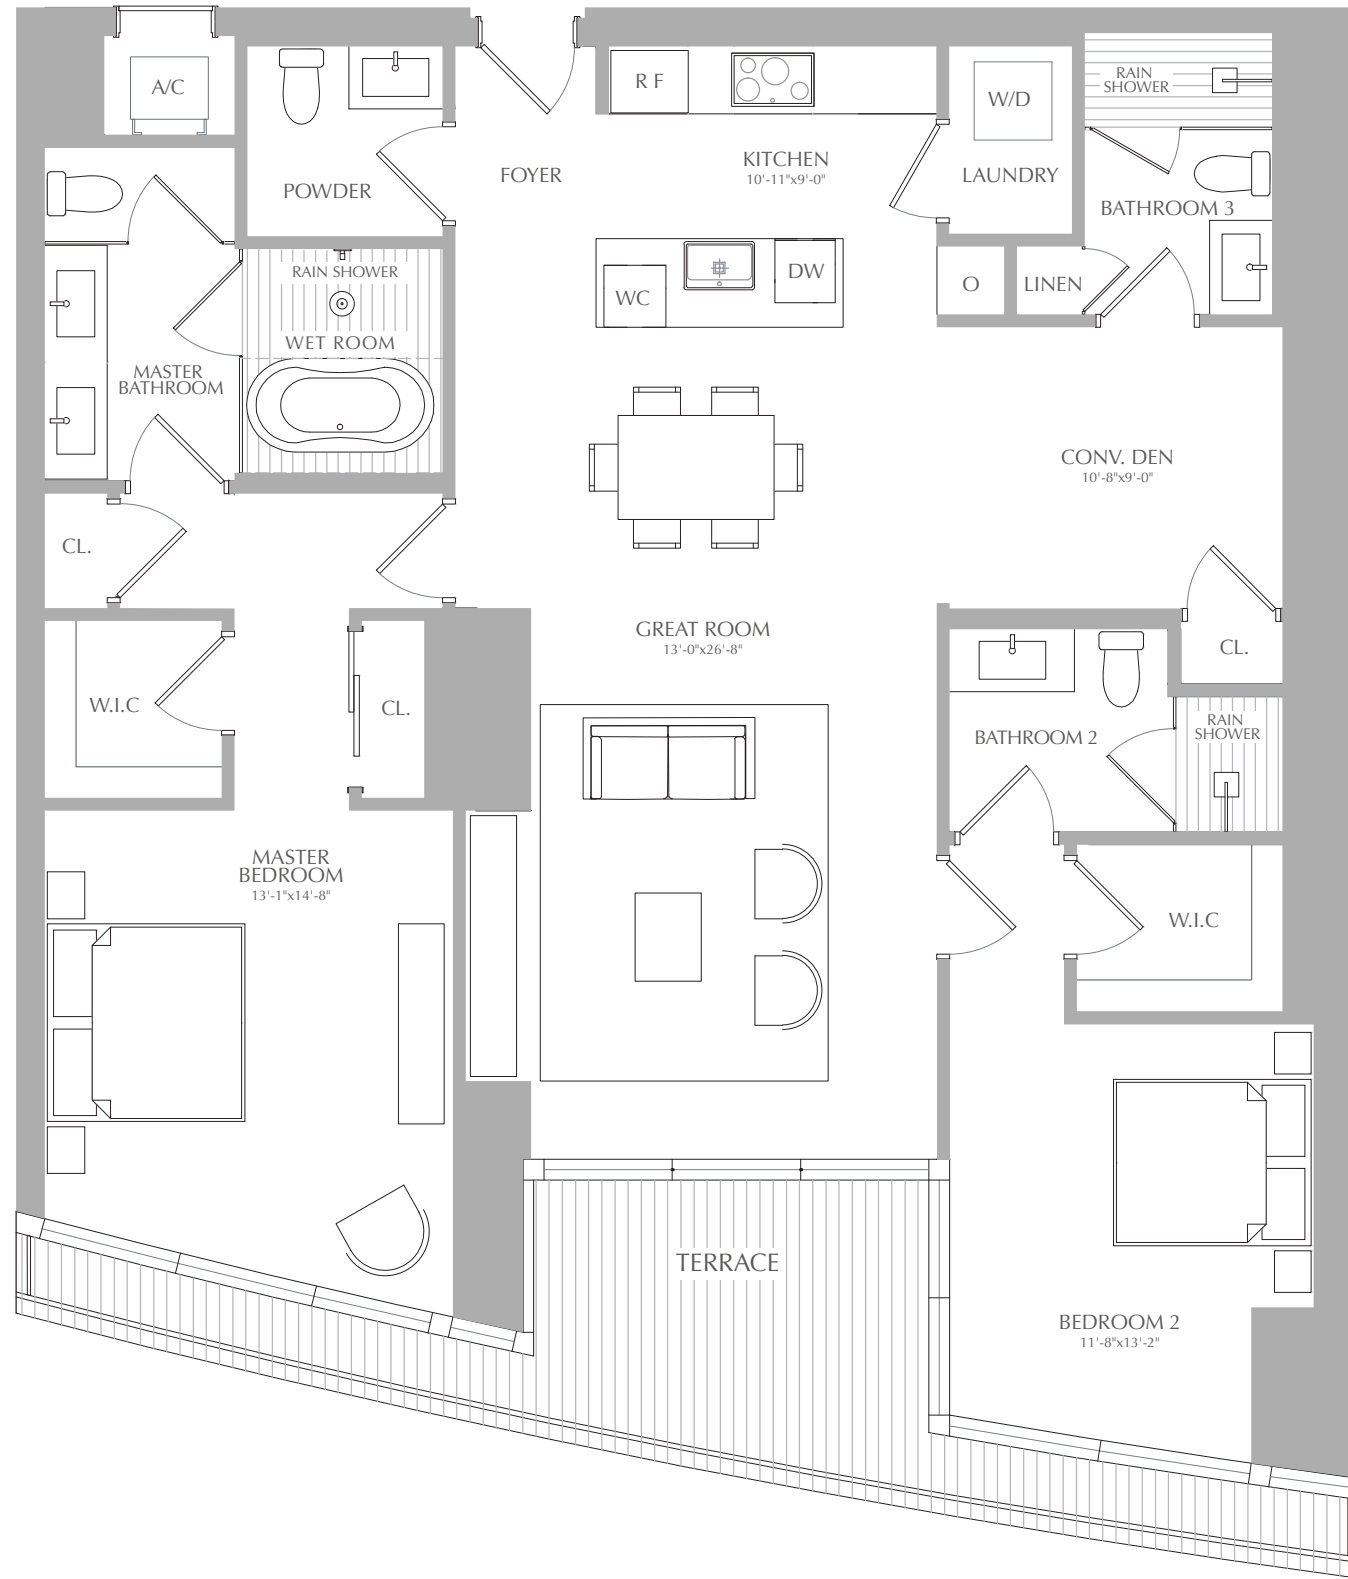 A/C
R F
W/D
RAIN
SHOWER
KITCHEN
10'-11"x9'-0"
FOYER
LAUNDRY
POWDER
BATHROOM 3
RAIN SHOWER
WC
DW
O
LINEN
WET ROOM
MASTER
BATHROOM
CONV. DEN
10'-8"x9'-0"
CL.
GREAT ROOM
13'-0"x26'-8"
CL.
W.I.C
CL.
BATHROOM 2
RAIN
SHOWER
MASTER
BEDROOM
13'-1"x14'-8"
W.I.C
TERRACE
BEDROOM 2
11'-8"x13'-2"